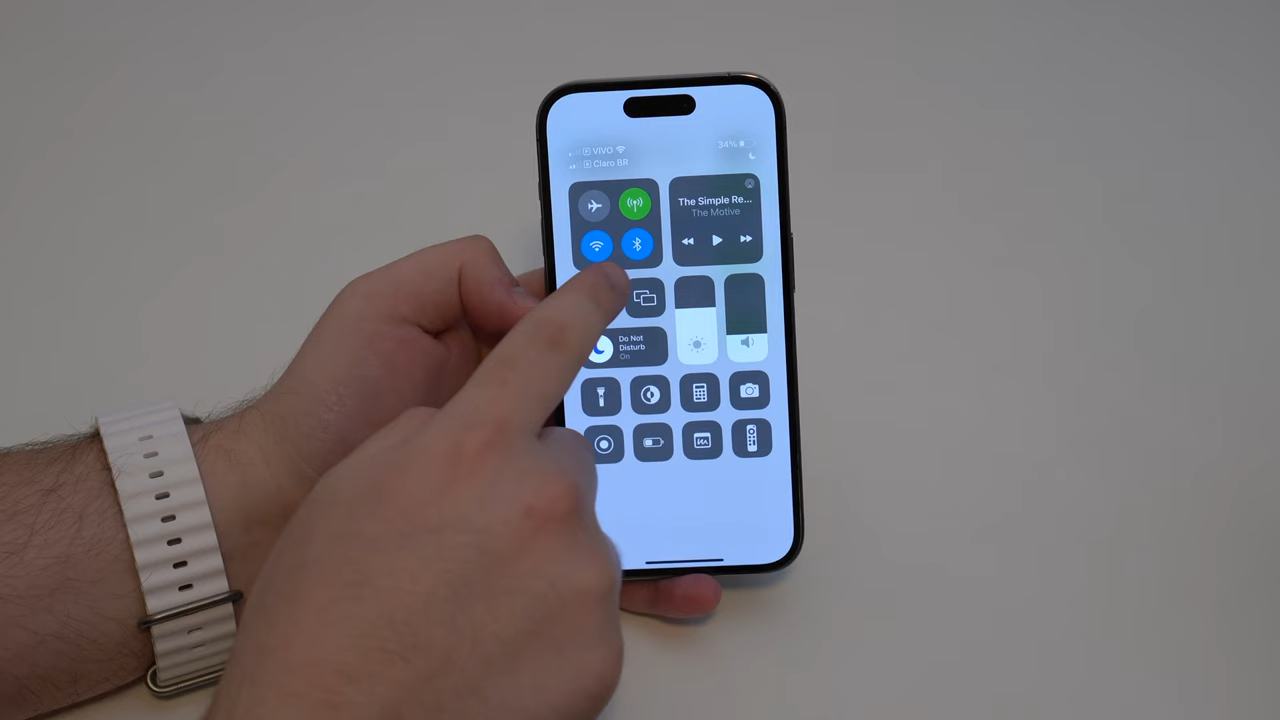 VIVO
34%
Claro BR
The Simple Re...
The Motive
Do Not
Disturb
On